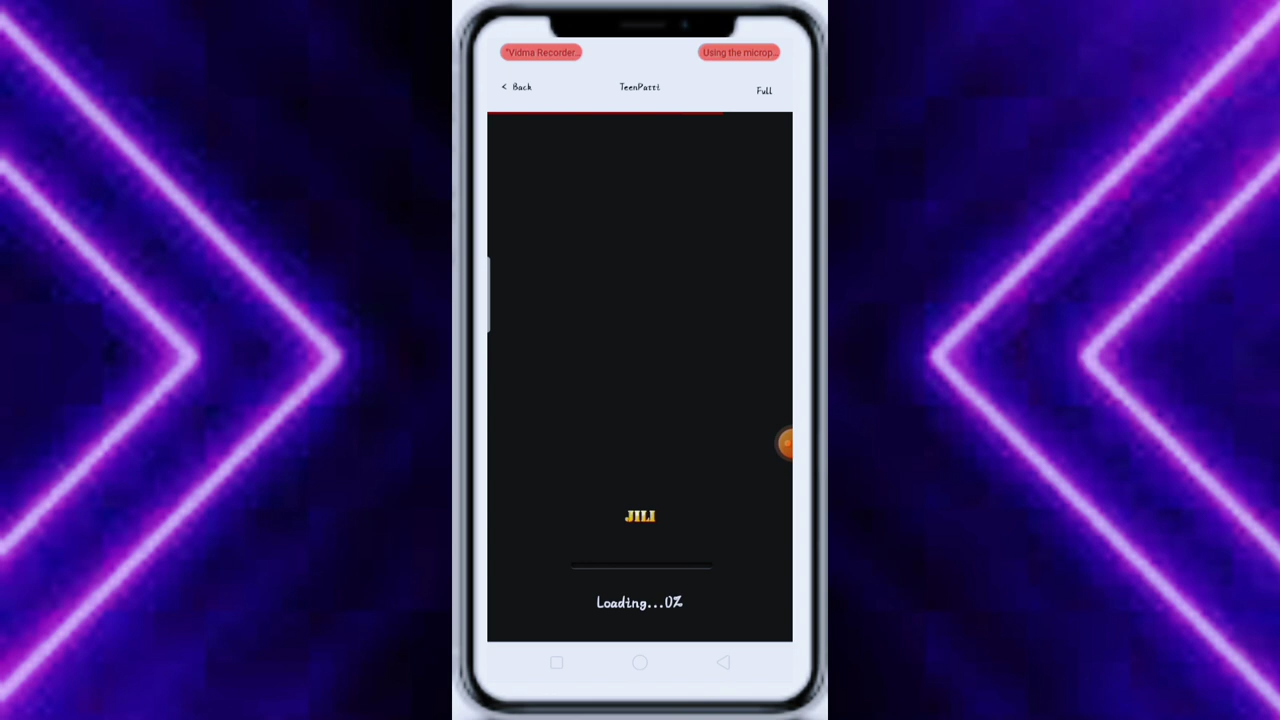 "Vidma Recorder...
Using the microp...
< Back
TeenPatti
Full
JILI
Loading...0%